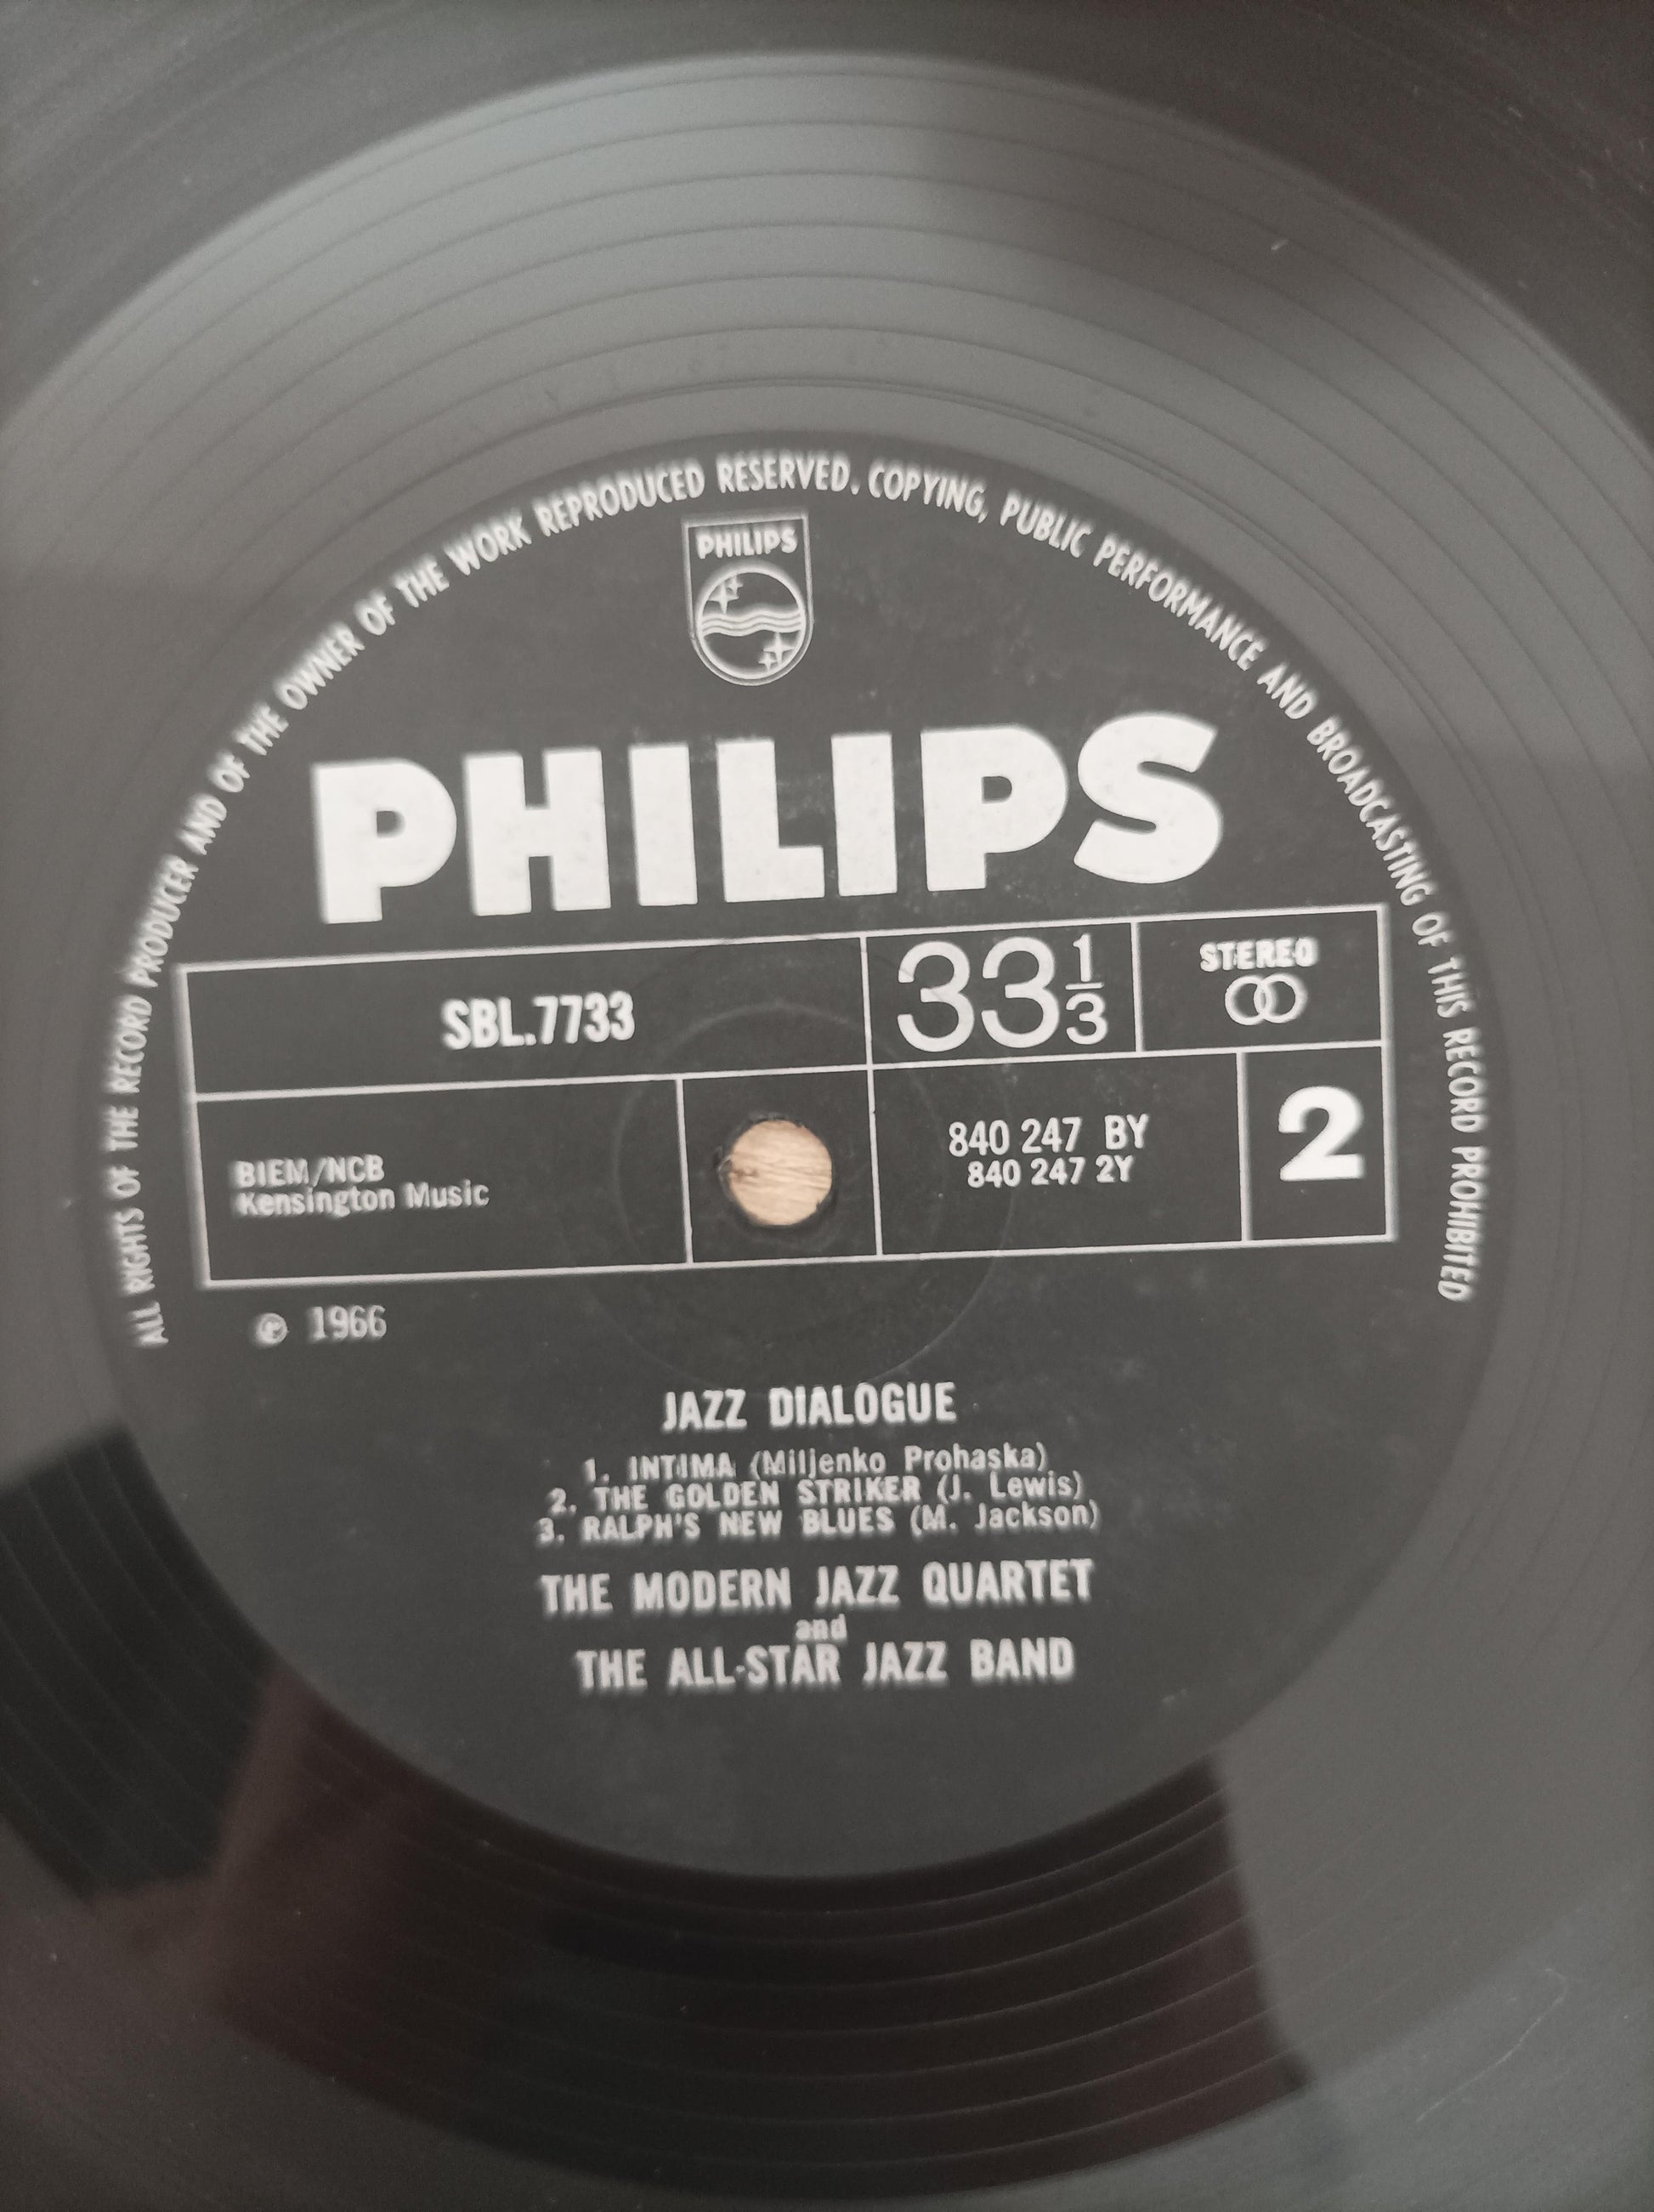 ALL RIGHTS OF THE RECORD PRODUCER AND OF THE OWNER OF THE WORK REPRODUCED RESERVED. COPYING, PUBLIC PERFORMANCE AND BROADCASTING OF THIS RECORD PROHIBITED
PHILIPS
PHILIPS
SBL.7733
33 1/3
STEREO
BIEM/NCB
Kensington Music
840 247 BY
840 247 2Y
2
℗ 1966
JAZZ DIALOGUE
1. INTIMA (Miljenko Prohaska)
2. THE GOLDEN STRIKER (J. Lewis)
3. RALPH'S NEW BLUES (M. Jackson)
THE MODERN JAZZ QUARTET
and
THE ALL-STAR JAZZ BAND